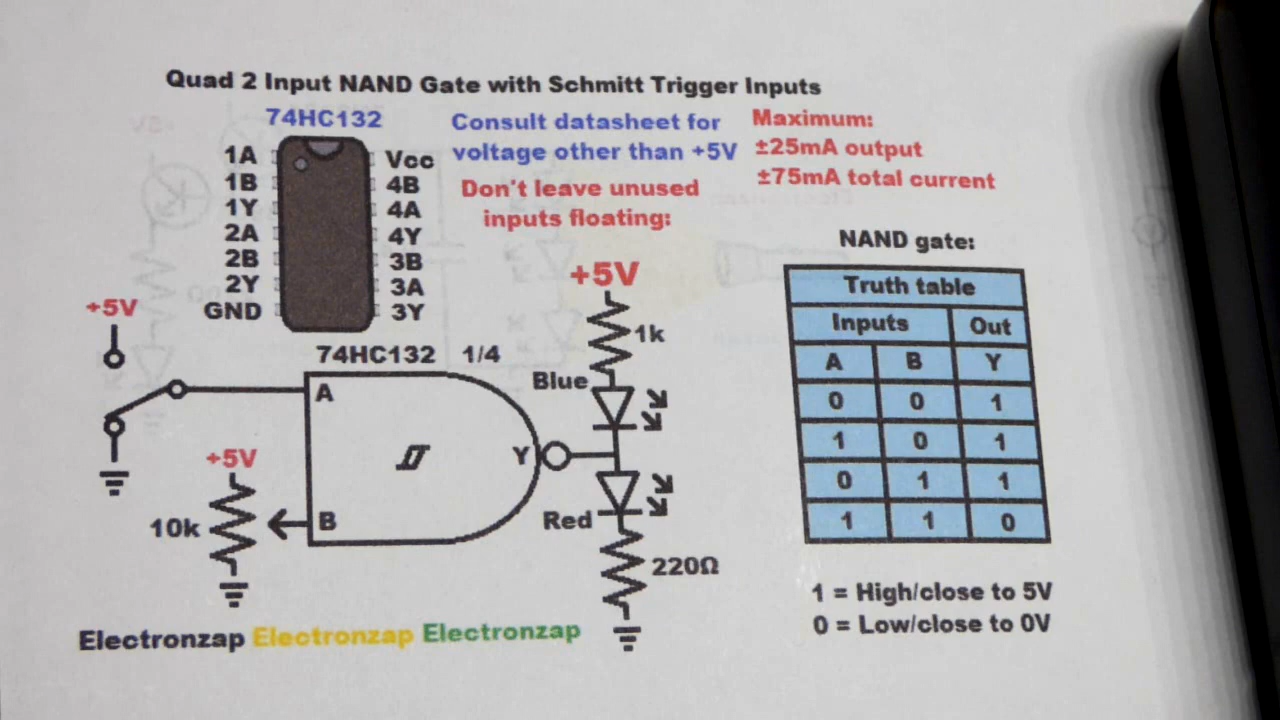 Quad 2 Input NAND Gate with Schmitt Trigger Inputs
74HC132
Consult datasheet for
voltage other than +5V
Don't leave unused
inputs floating:
Maximum:
±25mA output
±75mA total current
1A Vcc
1B 4B
1Y 4A
2A 4Y
2B 3B
2Y 3A
GND 3Y
NAND gate:
Truth table
Inputs Out
A B Y
0 0 1
1 0 1
0 1 1
1 1 0
1 = High/close to 5V
0 = Low/close to 0V
+5V
74HC132 1/4
A
Y
B
+5V
10k
+5V
1k
Blue
Red
220Ω
Electronzap Electronzap Electronzap